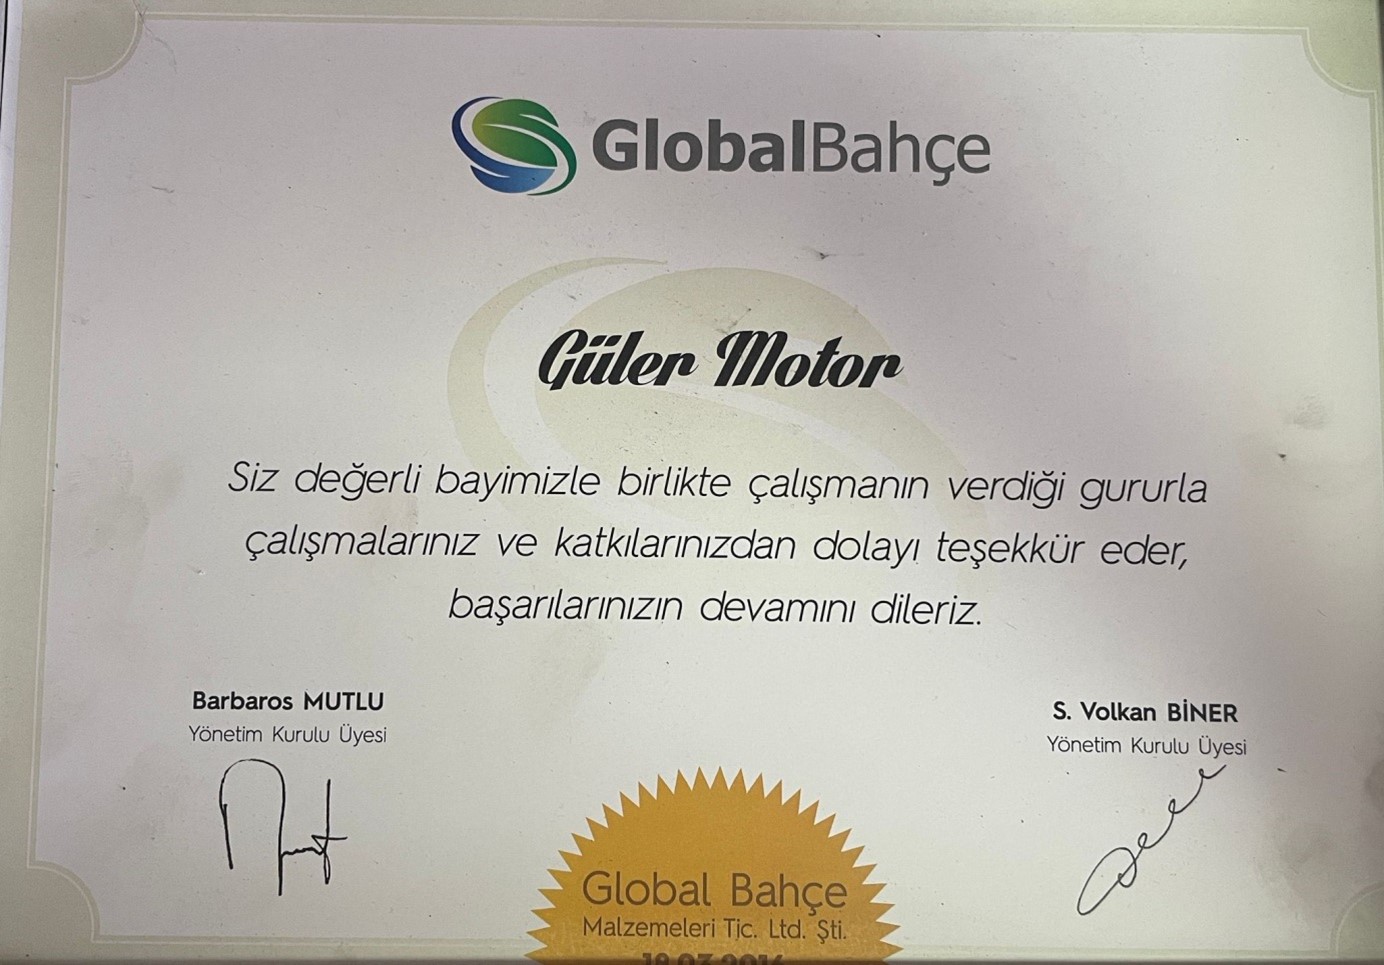 GlobalBahçe
Güler Motor
Siz değerli bayimizle birlikte çalışmanın verdiği gururla
çalışmalarınız ve katkılarınızdan dolayı teşekkür eder,
başarılarınızın devamını dileriz.
Barbaros MUTLU
Yönetim Kurulu Üyesi
S. Volkan BİNER
Yönetim Kurulu Üyesi
Global Bahçe
Malzemeleri Tic. Ltd. Şti.